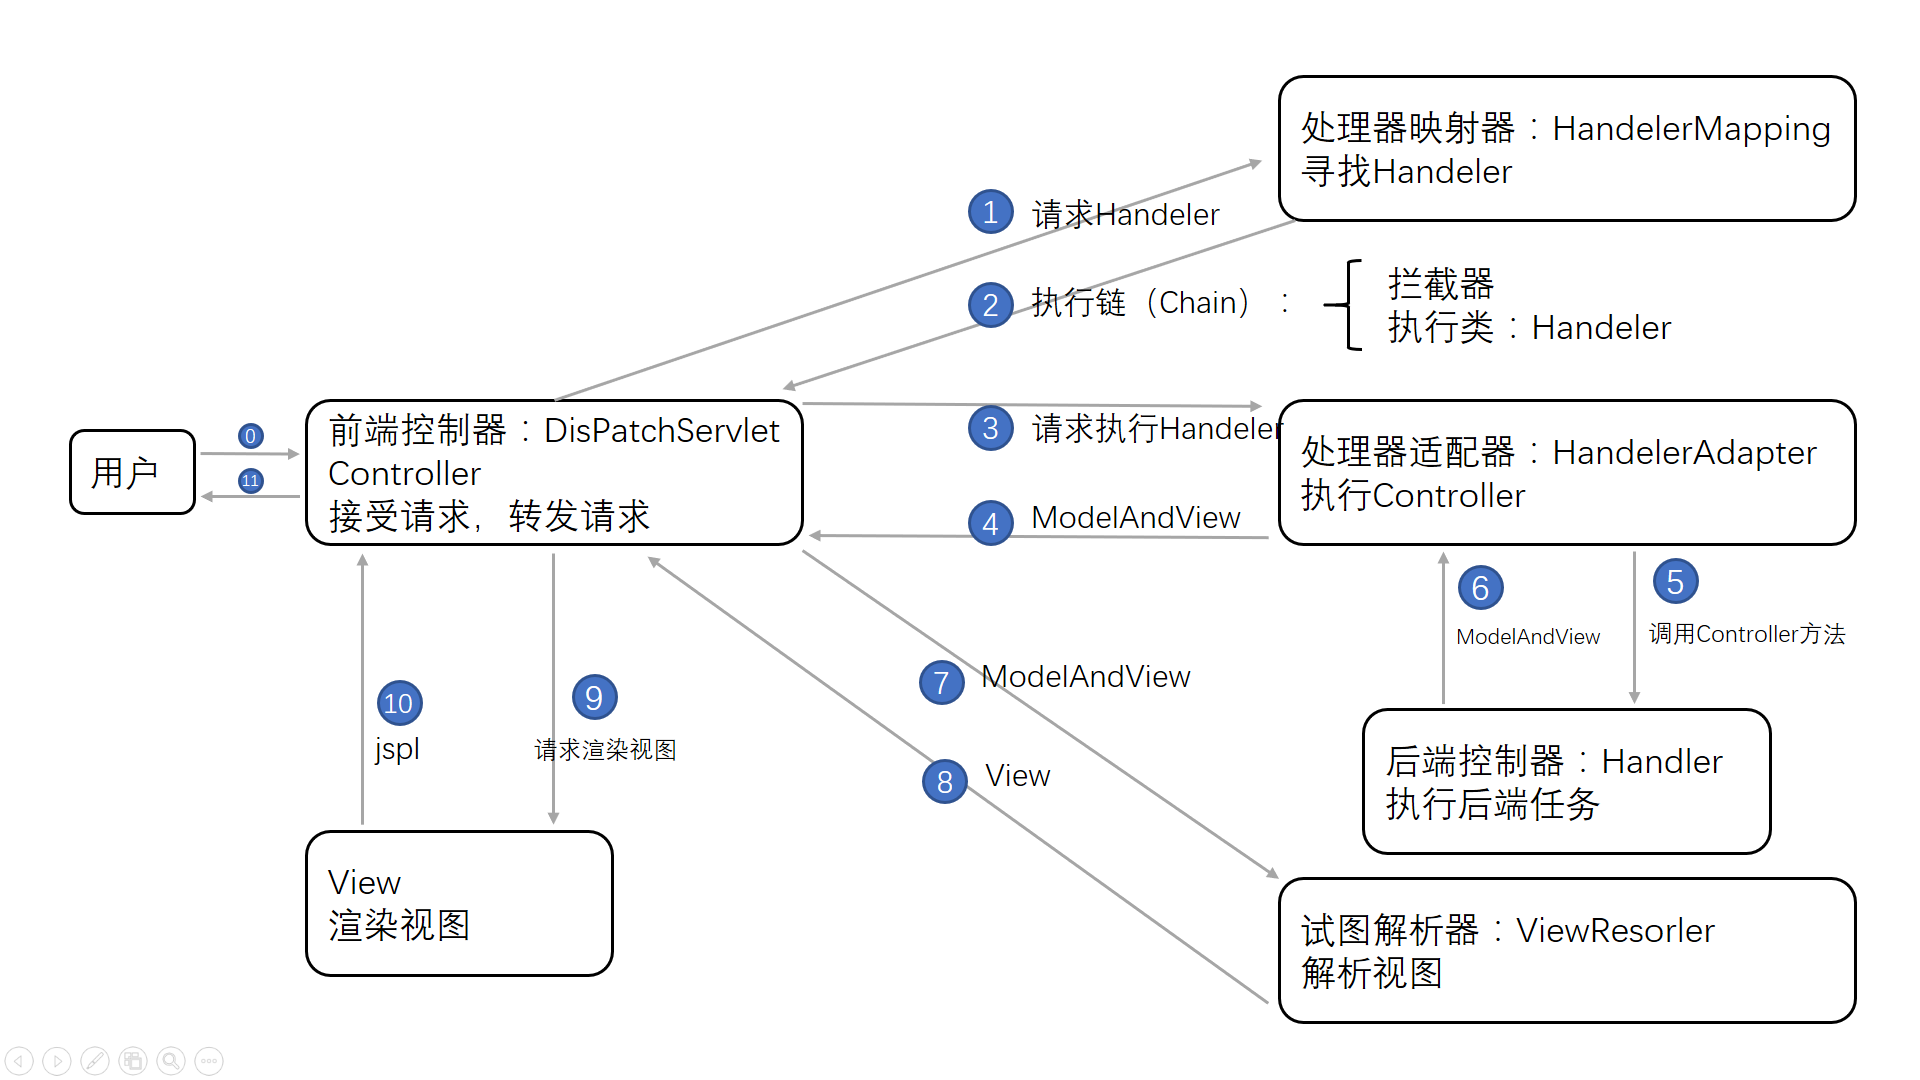 处理器映射器：HandelerMapping
寻找Handeler
1 请求Handeler
2 执行链（Chain）：
拦截器
执行类：Handeler
用户
0
11
前端控制器：DisPatchServlet
Controller
接受请求，转发请求
3 请求执行Handeler
4 ModelAndView
处理器适配器：HandelerAdapter
执行Controller
6
ModelAndView
5
调用Controller方法
7 ModelAndView
8 View
10
jspl
9
请求渲染视图
后端控制器：Handler
执行后端任务
View
渲染视图
试图解析器：ViewResorler
解析视图